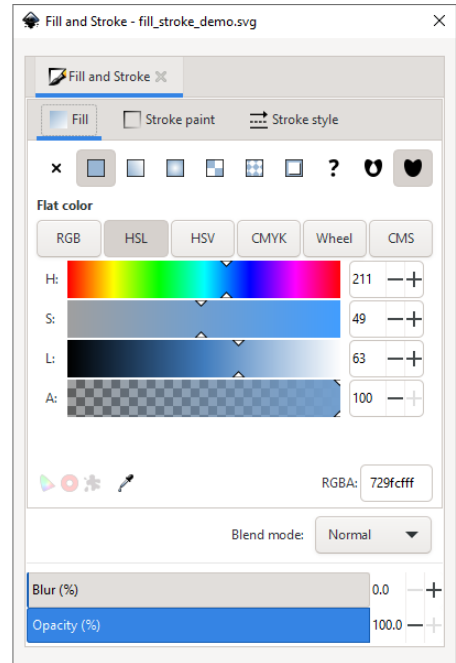 Fill and Stroke - fill_stroke_demo.svg
Fill and Stroke
Fill Stroke paint Stroke style
?
Flat color
RGB HSL HSV CMYK Wheel CMS
H: 211
S: 49
L: 63
A: 100
RGBA: 729fcfff
Blend mode: Normal
Blur (%) 0.0
Opacity (%) 100.0